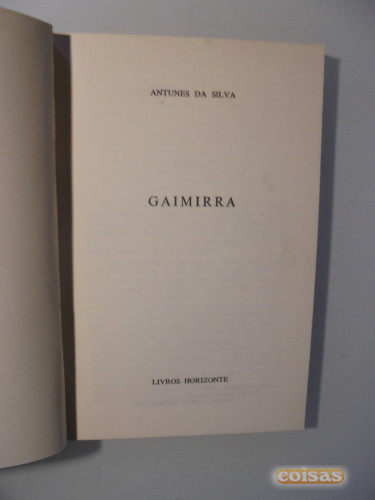 ANTUNES DA SILVA
GAIMIRRA
LIVROS HORIZONTE
coisas